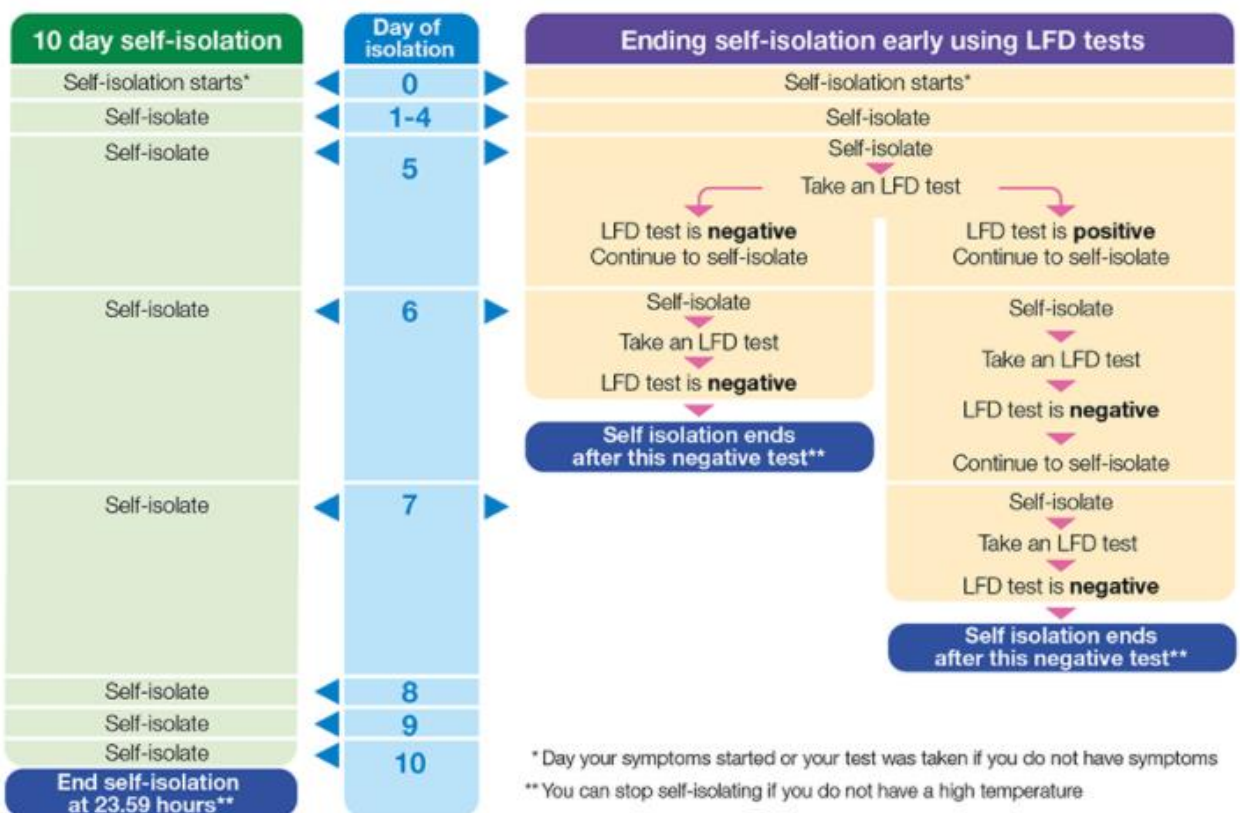 10 day self-isolation
Day of
isolation
Ending self-isolation early using LFD tests
Self-isolation starts*
0
Self-isolation starts*
Self-isolate
1-4
Self-isolate
Self-isolate
5
Self-isolate
Take an LFD test
LFD test is negative
Continue to self-isolate
LFD test is positive
Continue to self-isolate
Self-isolate
6
Self-isolate
Take an LFD test
LFD test is negative
Self isolation ends
after this negative test**
Self-isolate
Take an LFD test
LFD test is negative
Continue to self-isolate
Self-isolate
7
Self-isolate
Take an LFD test
LFD test is negative
Self isolation ends
after this negative test**
Self-isolate
8
Self-isolate
9
Self-isolate
10
End self-isolation
at 23.59 hours**
* Day your symptoms started or your test was taken if you do not have symptoms
** You can stop self-isolating if you do not have a high temperature